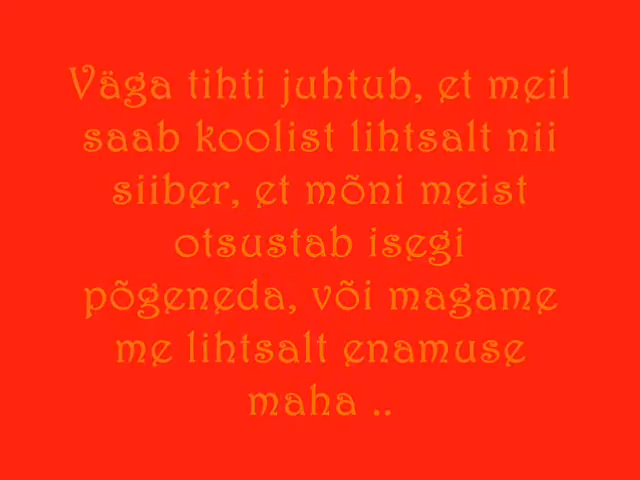 Väga tihti juhtub, et meil
saab koolist lihtsalt nii
siiber, et mõni meist
otsustab isegi
põgeneda, või magame
me lihtsalt enamuse
maha ..